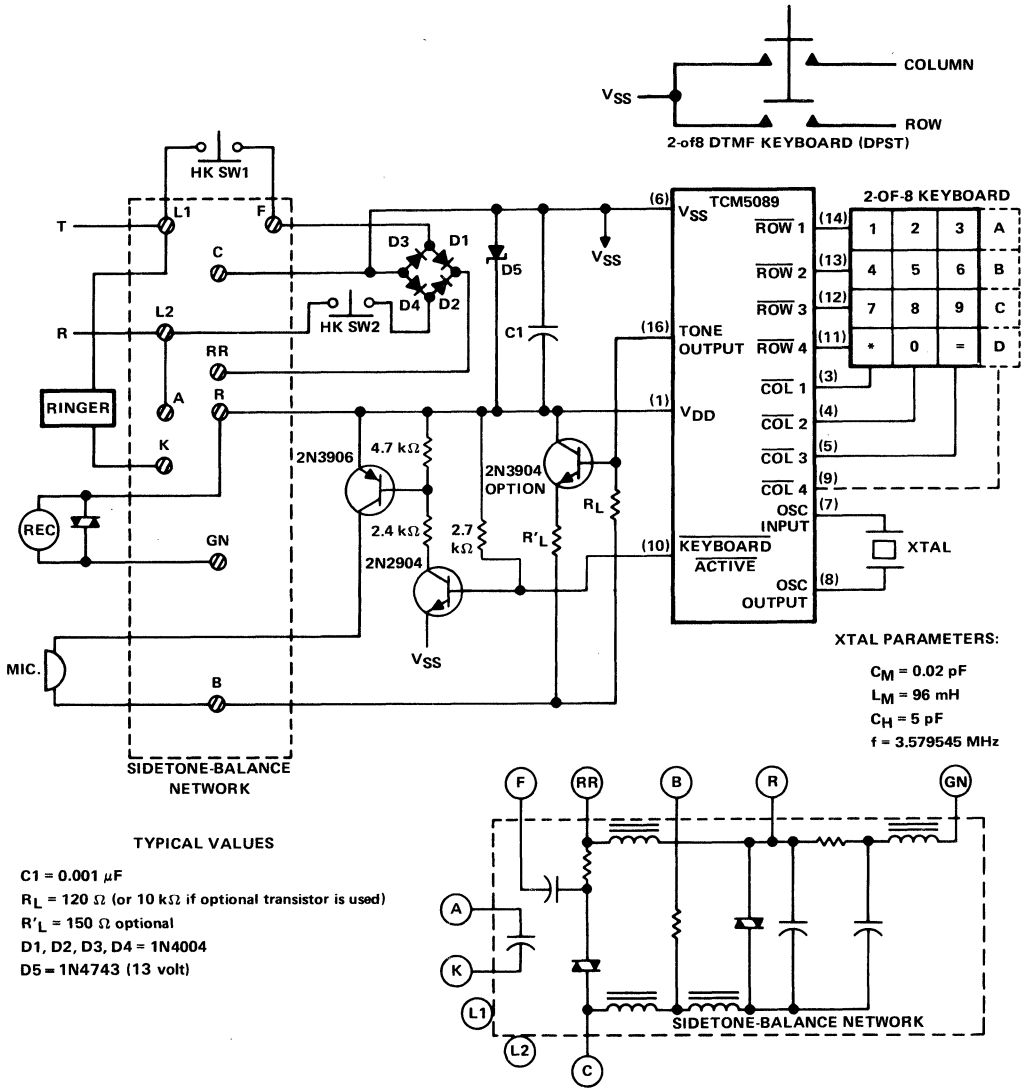 COLUMN
VSS
ROW
2-of8 DTMF KEYBOARD (DPST)
HK SW1
L1
F
T
C
D3
D1
D4
D2
HK SW2
L2
R
RR
A
R
RINGER
K
REC
GN
MIC.
B
SIDETONE-BALANCE
NETWORK
D5
C1
VSS
4.7 kΩ
2N3906
2.4 kΩ
2N2904
2.7
kΩ
VSS
2N3904
OPTION
RL
R'L
TCM5089
(6)
VSS
(16)
TONE
OUTPUT
(1)
VDD
(10)
KEYBOARD
ACTIVE
ROW 1
(14)
ROW 2
(13)
ROW 3
(12)
ROW 4
(11)
COL 1
(3)
COL 2
(4)
COL 3
(5)
COL 4
(9)
OSC
INPUT
(7)
OSC
OUTPUT
(8)
XTAL
2-OF-8 KEYBOARD
1 2 3 A
4 5 6 B
7 8 9 C
* 0 = D
XTAL PARAMETERS:
CM = 0.02 pF
LM = 96 mH
CH = 5 pF
f = 3.579545 MHz
TYPICAL VALUES
C1 = 0.001 μF
RL = 120 Ω (or 10 kΩ if optional transistor is used)
R'L = 150 Ω optional
D1, D2, D3, D4 = 1N4004
D5 = 1N4743 (13 volt)
F
RR
B
R
GN
A
K
L1
L2
C
SIDETONE-BALANCE NETWORK